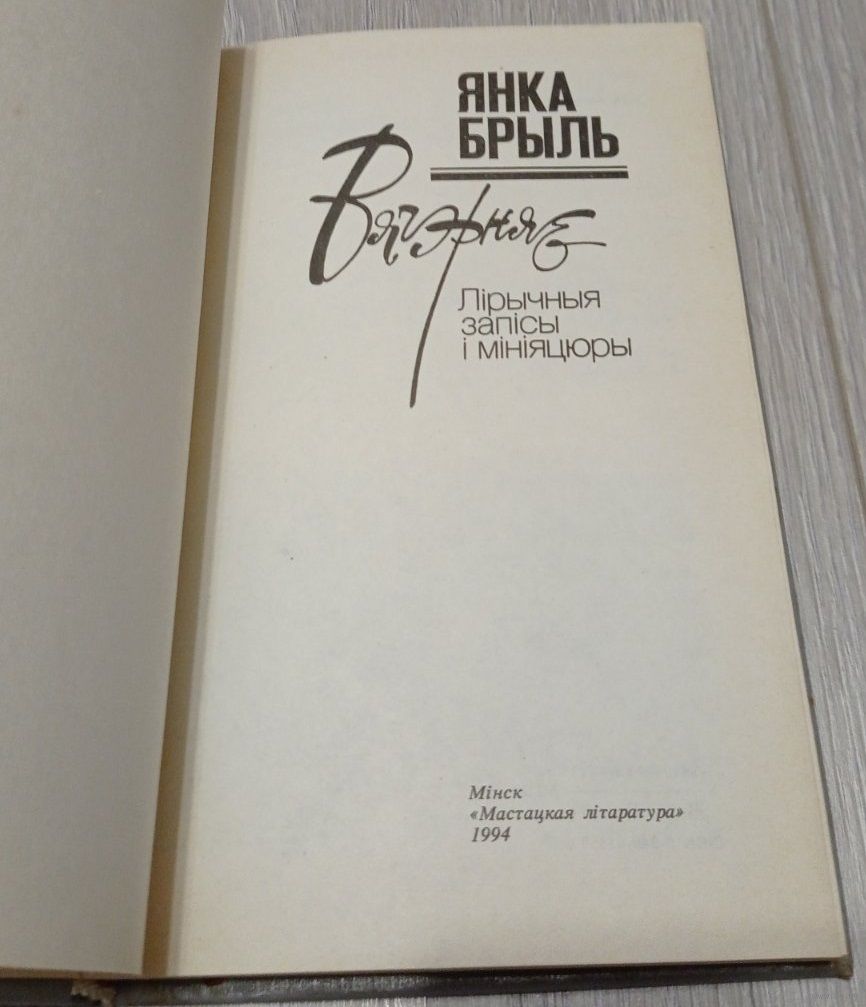 ЯНКА
БРЫЛЬ
Вячэрняе
Лірычныя
запісы
і мініяцюры
Мінск
«Мастацкая літаратура»
1994